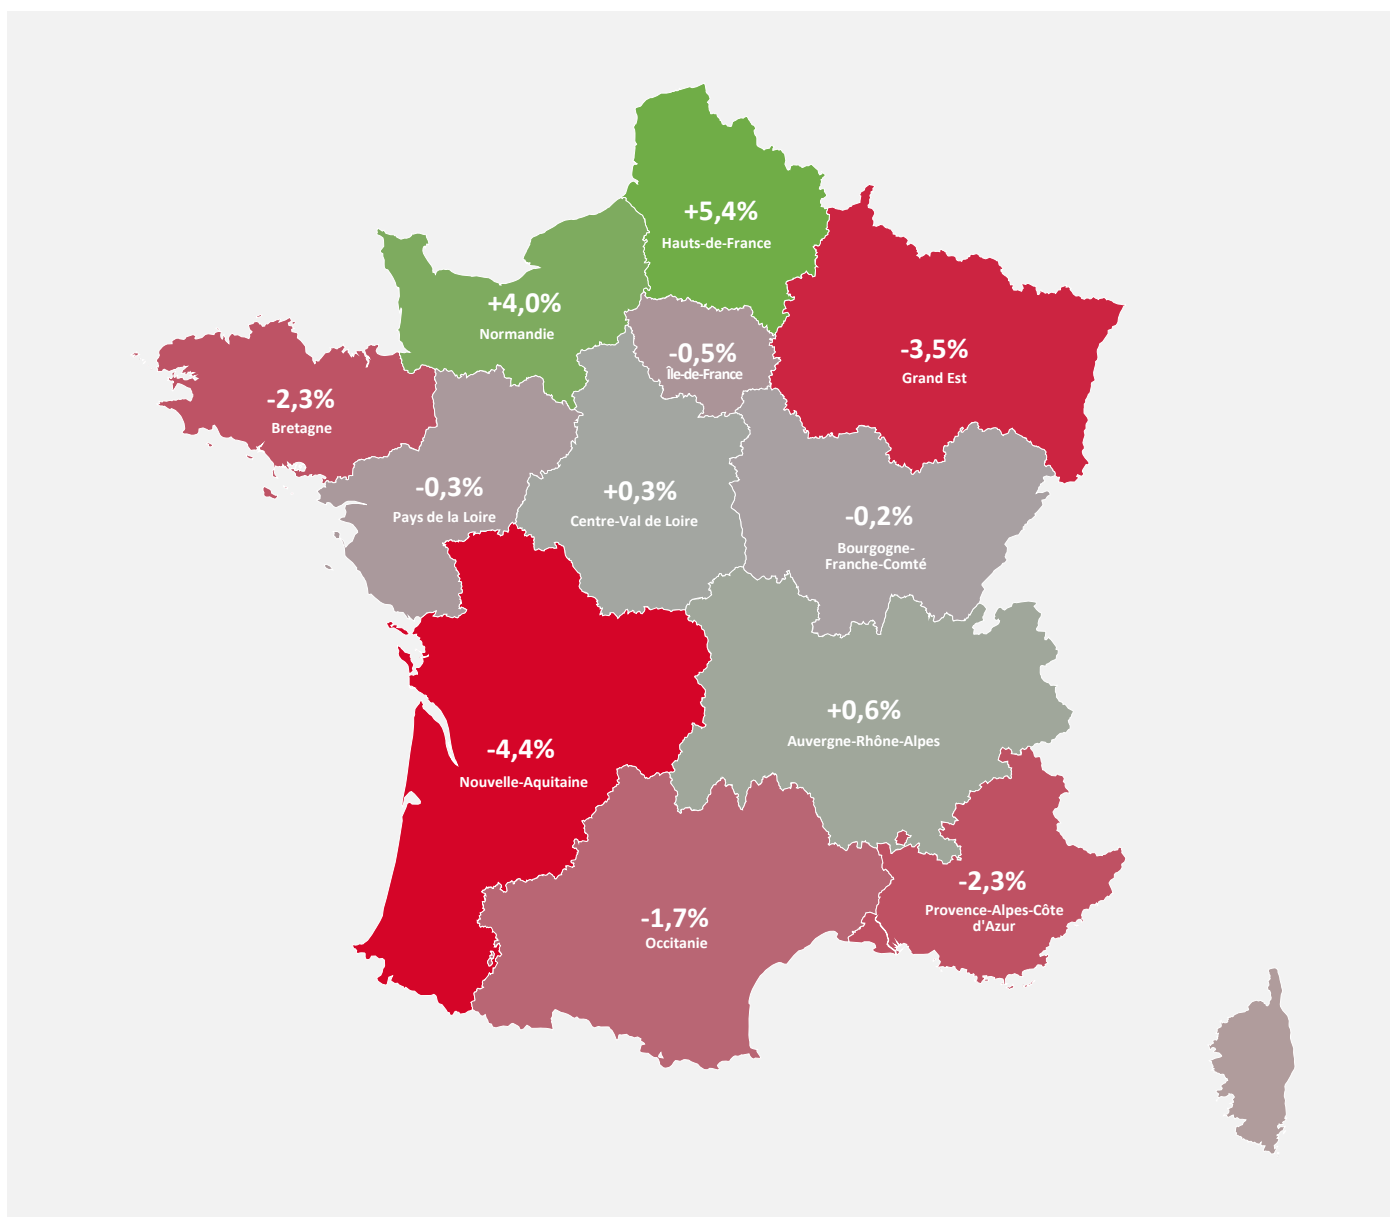 +5,4%
Hauts-de-France
+4,0%
Normandie
-0,5%
Île-de-France
-3,5%
Grand Est
-2,3%
Bretagne
-0,3%
Pays de la Loire
+0,3%
Centre-Val de Loire
-0,2%
Bourgogne-
Franche-Comté
+0,6%
Auvergne-Rhône-Alpes
-4,4%
Nouvelle-Aquitaine
-1,7%
Occitanie
-2,3%
Provence-Alpes-Côte
d'Azur